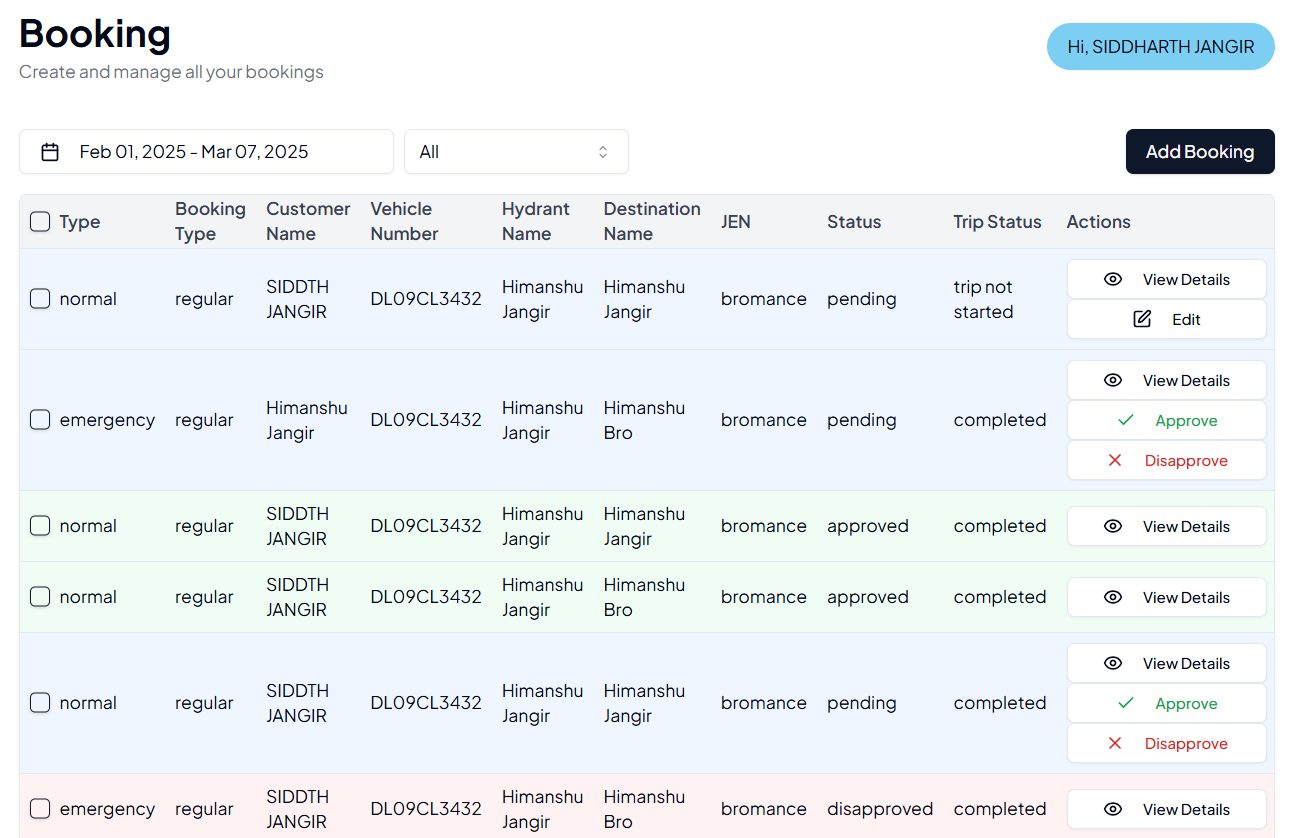 Booking
Hi, SIDDHARTH JANGIR
Create and manage all your bookings
Feb 01, 2025 - Mar 07, 2025
All
Add Booking
Type Booking Type Customer Name Vehicle Number Hydrant Name Destination Name JEN Status Trip Status Actions
normal regular SIDDTH JANGIR DL09CL3432 Himanshu Jangir Himanshu Jangir bromance pending trip not started View Details
Edit
emergency regular Himanshu Jangir DL09CL3432 Himanshu Jangir Himanshu Bro bromance pending completed View Details
Approve
Disapprove
normal regular SIDDTH JANGIR DL09CL3432 Himanshu Jangir Himanshu Jangir bromance approved completed View Details
normal regular SIDDTH JANGIR DL09CL3432 Himanshu Jangir Himanshu Bro bromance approved completed View Details
normal regular SIDDTH JANGIR DL09CL3432 Himanshu Jangir Himanshu Jangir bromance pending completed View Details
Approve
Disapprove
emergency regular SIDDTH JANGIR DL09CL3432 Himanshu Jangir Himanshu Bro bromance disapproved completed View Details